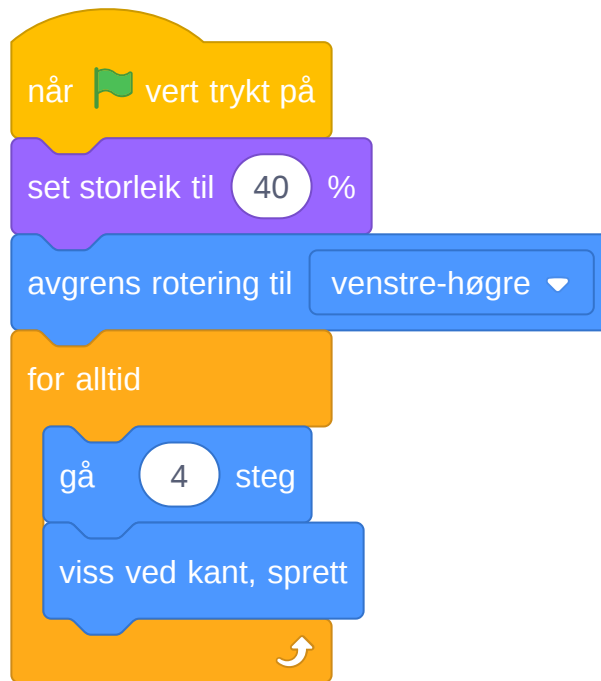 når vert trykt på
set storleik til 40 %
avgrens rotering til venstre-høgre
for alltid
gå 4 steg
viss ved kant, sprett